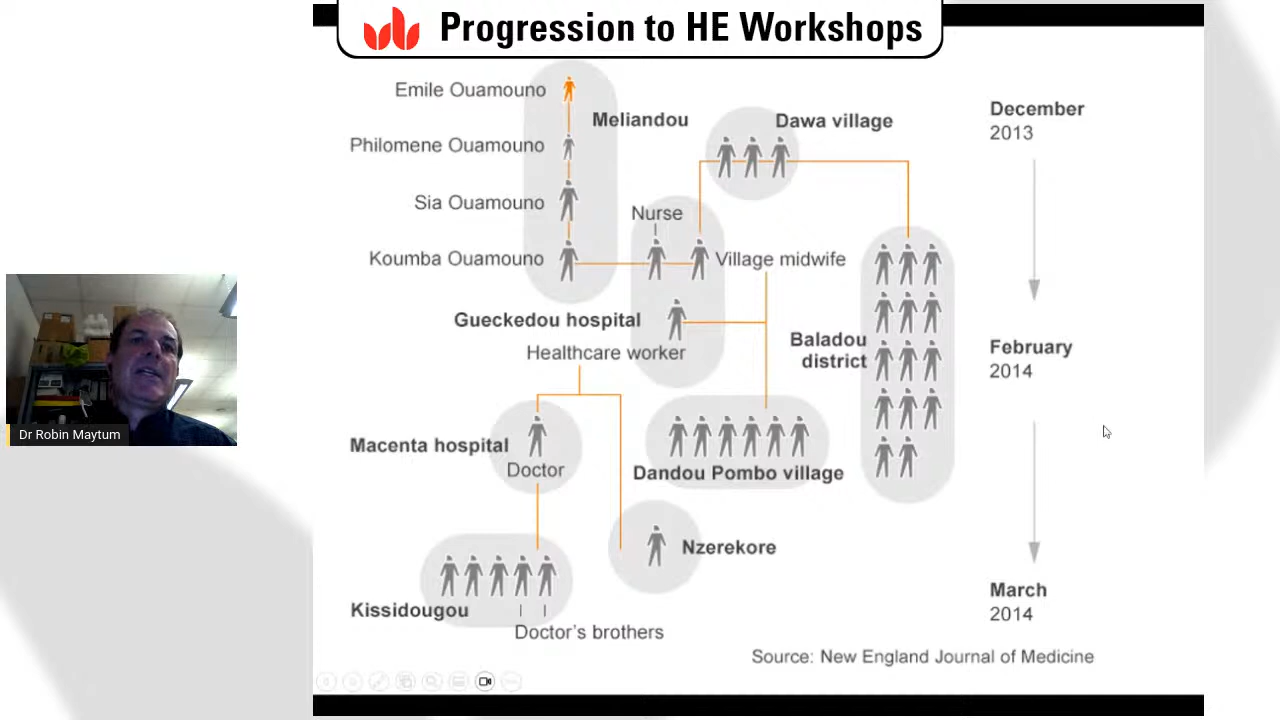 Progression to HE Workshops
Emile Ouamouno
Meliandou
Dawa village
December
2013
Philomene Ouamouno
Sia Ouamouno
Nurse
Koumba Ouamouno
Village midwife
Gueckedou hospital
Healthcare worker
Baladou
district
February
2014
Macenta hospital
Doctor
Dandou Pombo village
Nzerekore
Kissidougou
Doctor's brothers
March
2014
Source: New England Journal of Medicine
Dr Robin Maytum